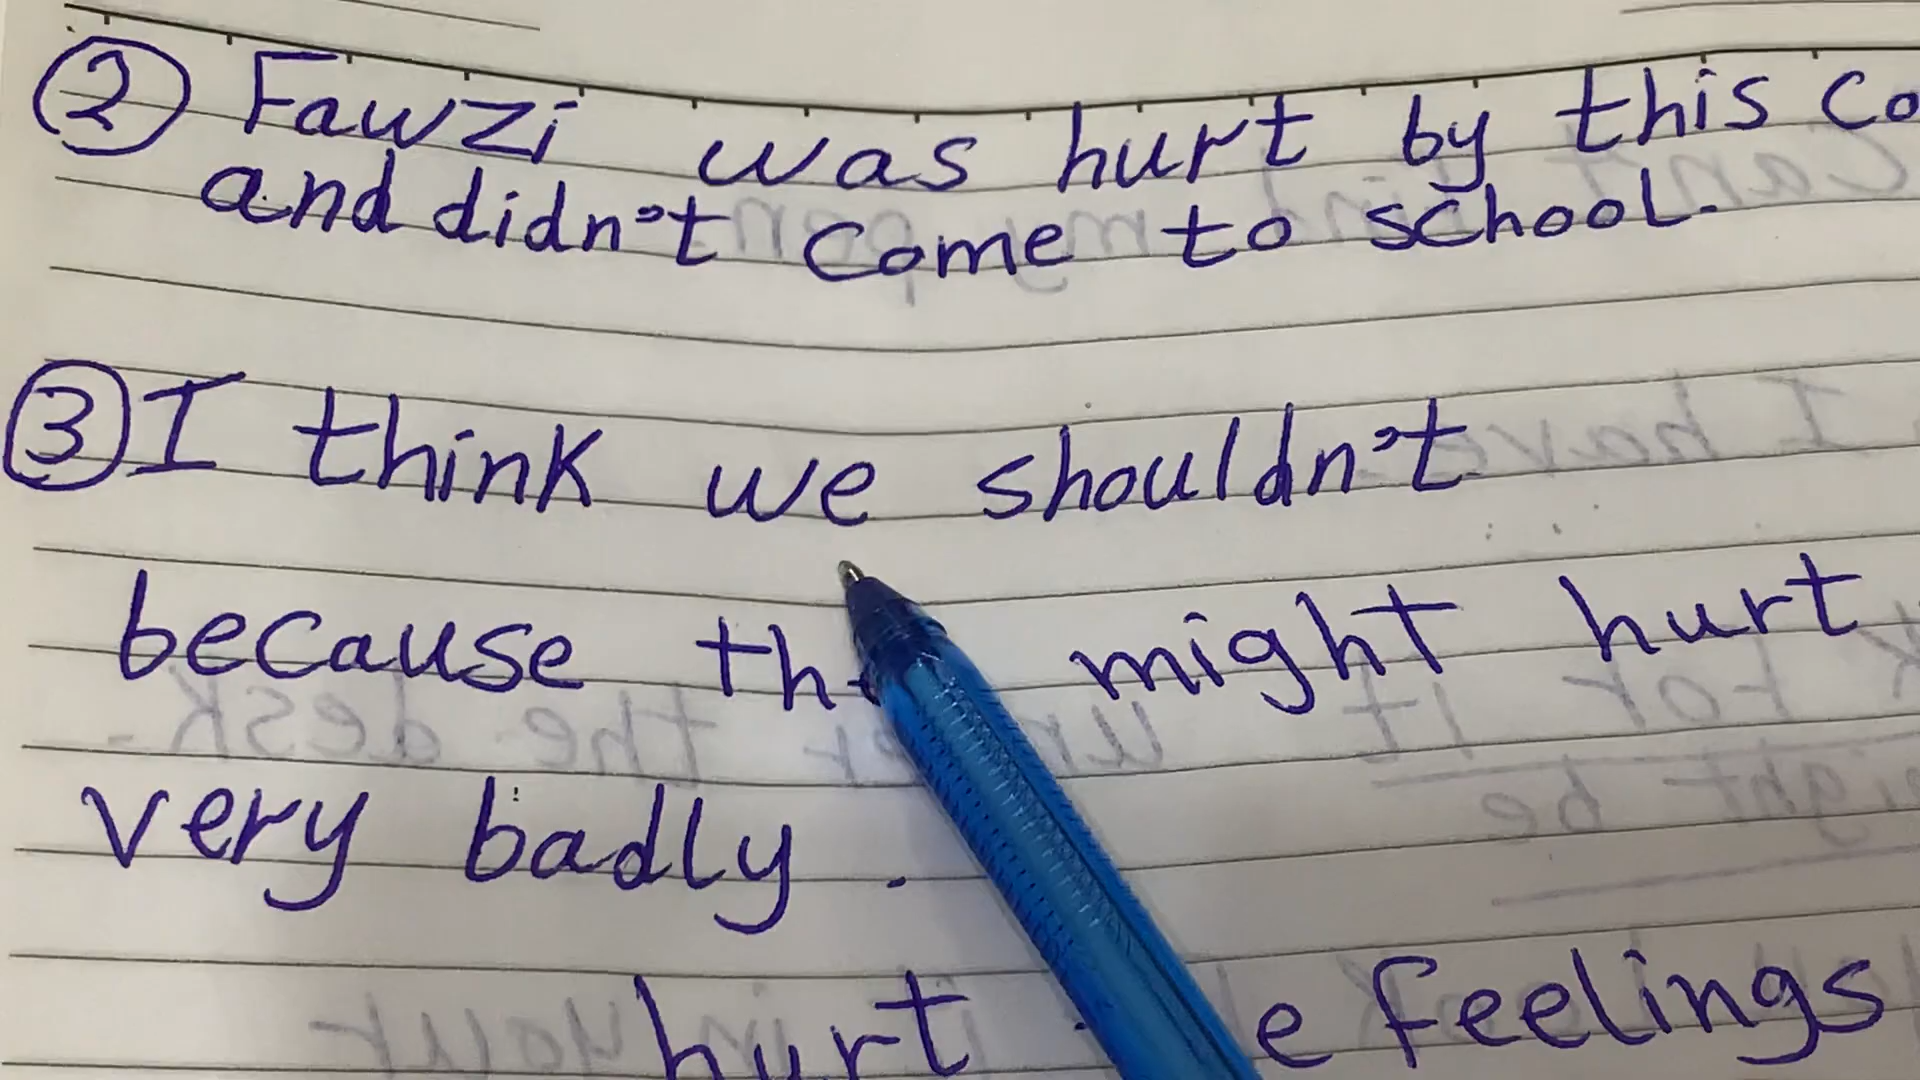 ② Fawzi was hurt by this
and didn't come to school.
③ I think we shouldn't
because might hurt
very badly.
hurt feelings